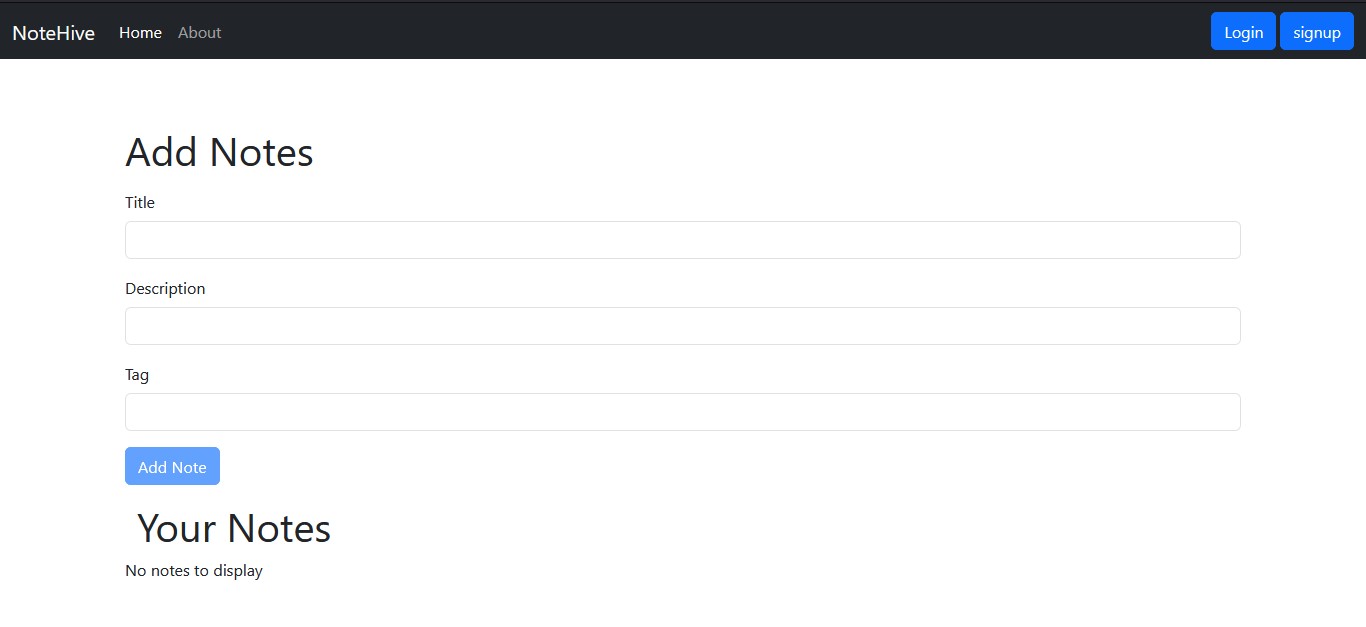 NoteHive Home About Login signup
Add Notes
Title
Description
Tag
Add Note
Your Notes
No notes to display